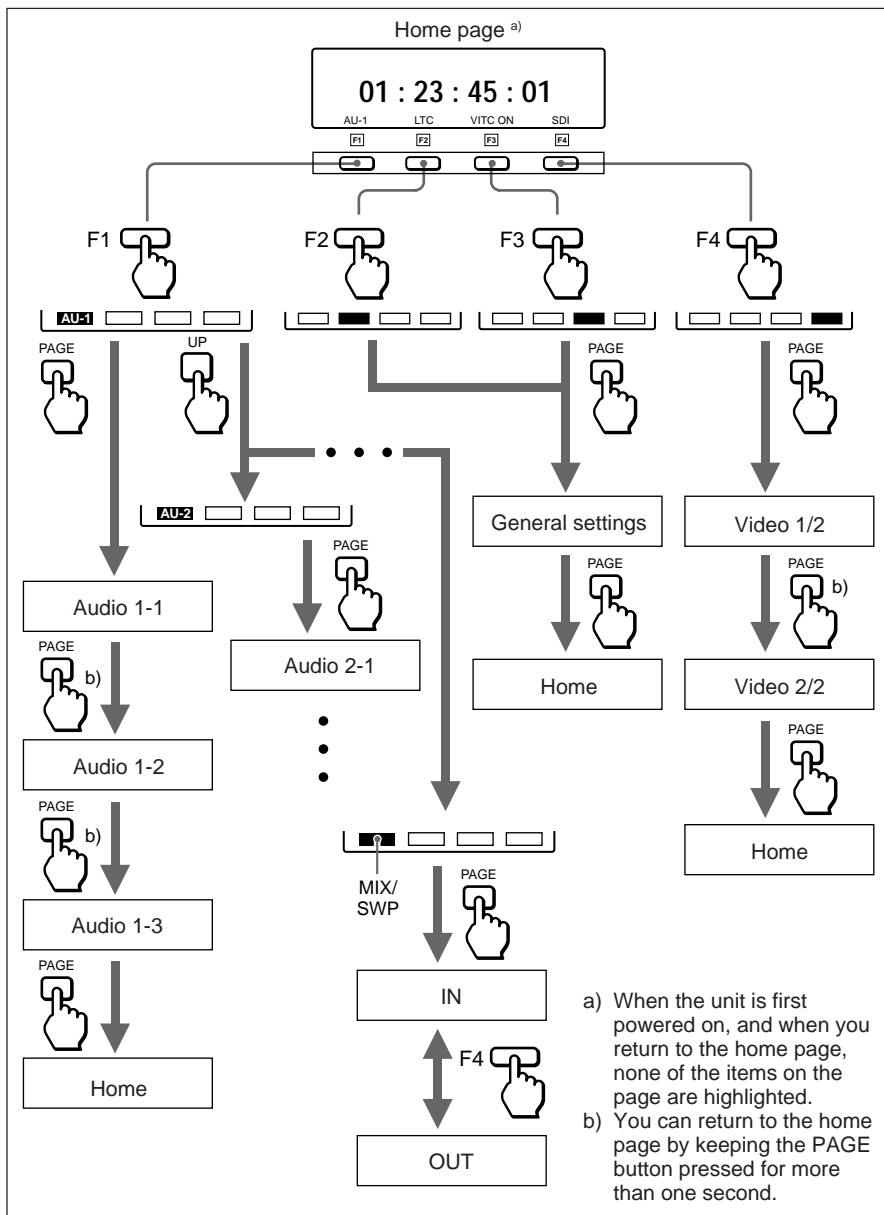 Home page a)
01 : 23 : 45 : 01
AU-1 LTC VITC ON SDI
F1 F2 F3 F4
F1 F2 F3 F4
AU-1
PAGE UP PAGE PAGE
AU-2
General settings Video 1/2
PAGE PAGE PAGE b)
Audio 1-1
Audio 2-1 Home Video 2/2
PAGE b)
PAGE
Audio 1-2
PAGE b)
Home
MIX/
SWP
PAGE
Audio 1-3
PAGE
IN
F4
Home
OUT
a) When the unit is first
powered on, and when you
return to the home page,
none of the items on the
page are highlighted.
b) You can return to the home
page by keeping the PAGE
button pressed for more
than one second.